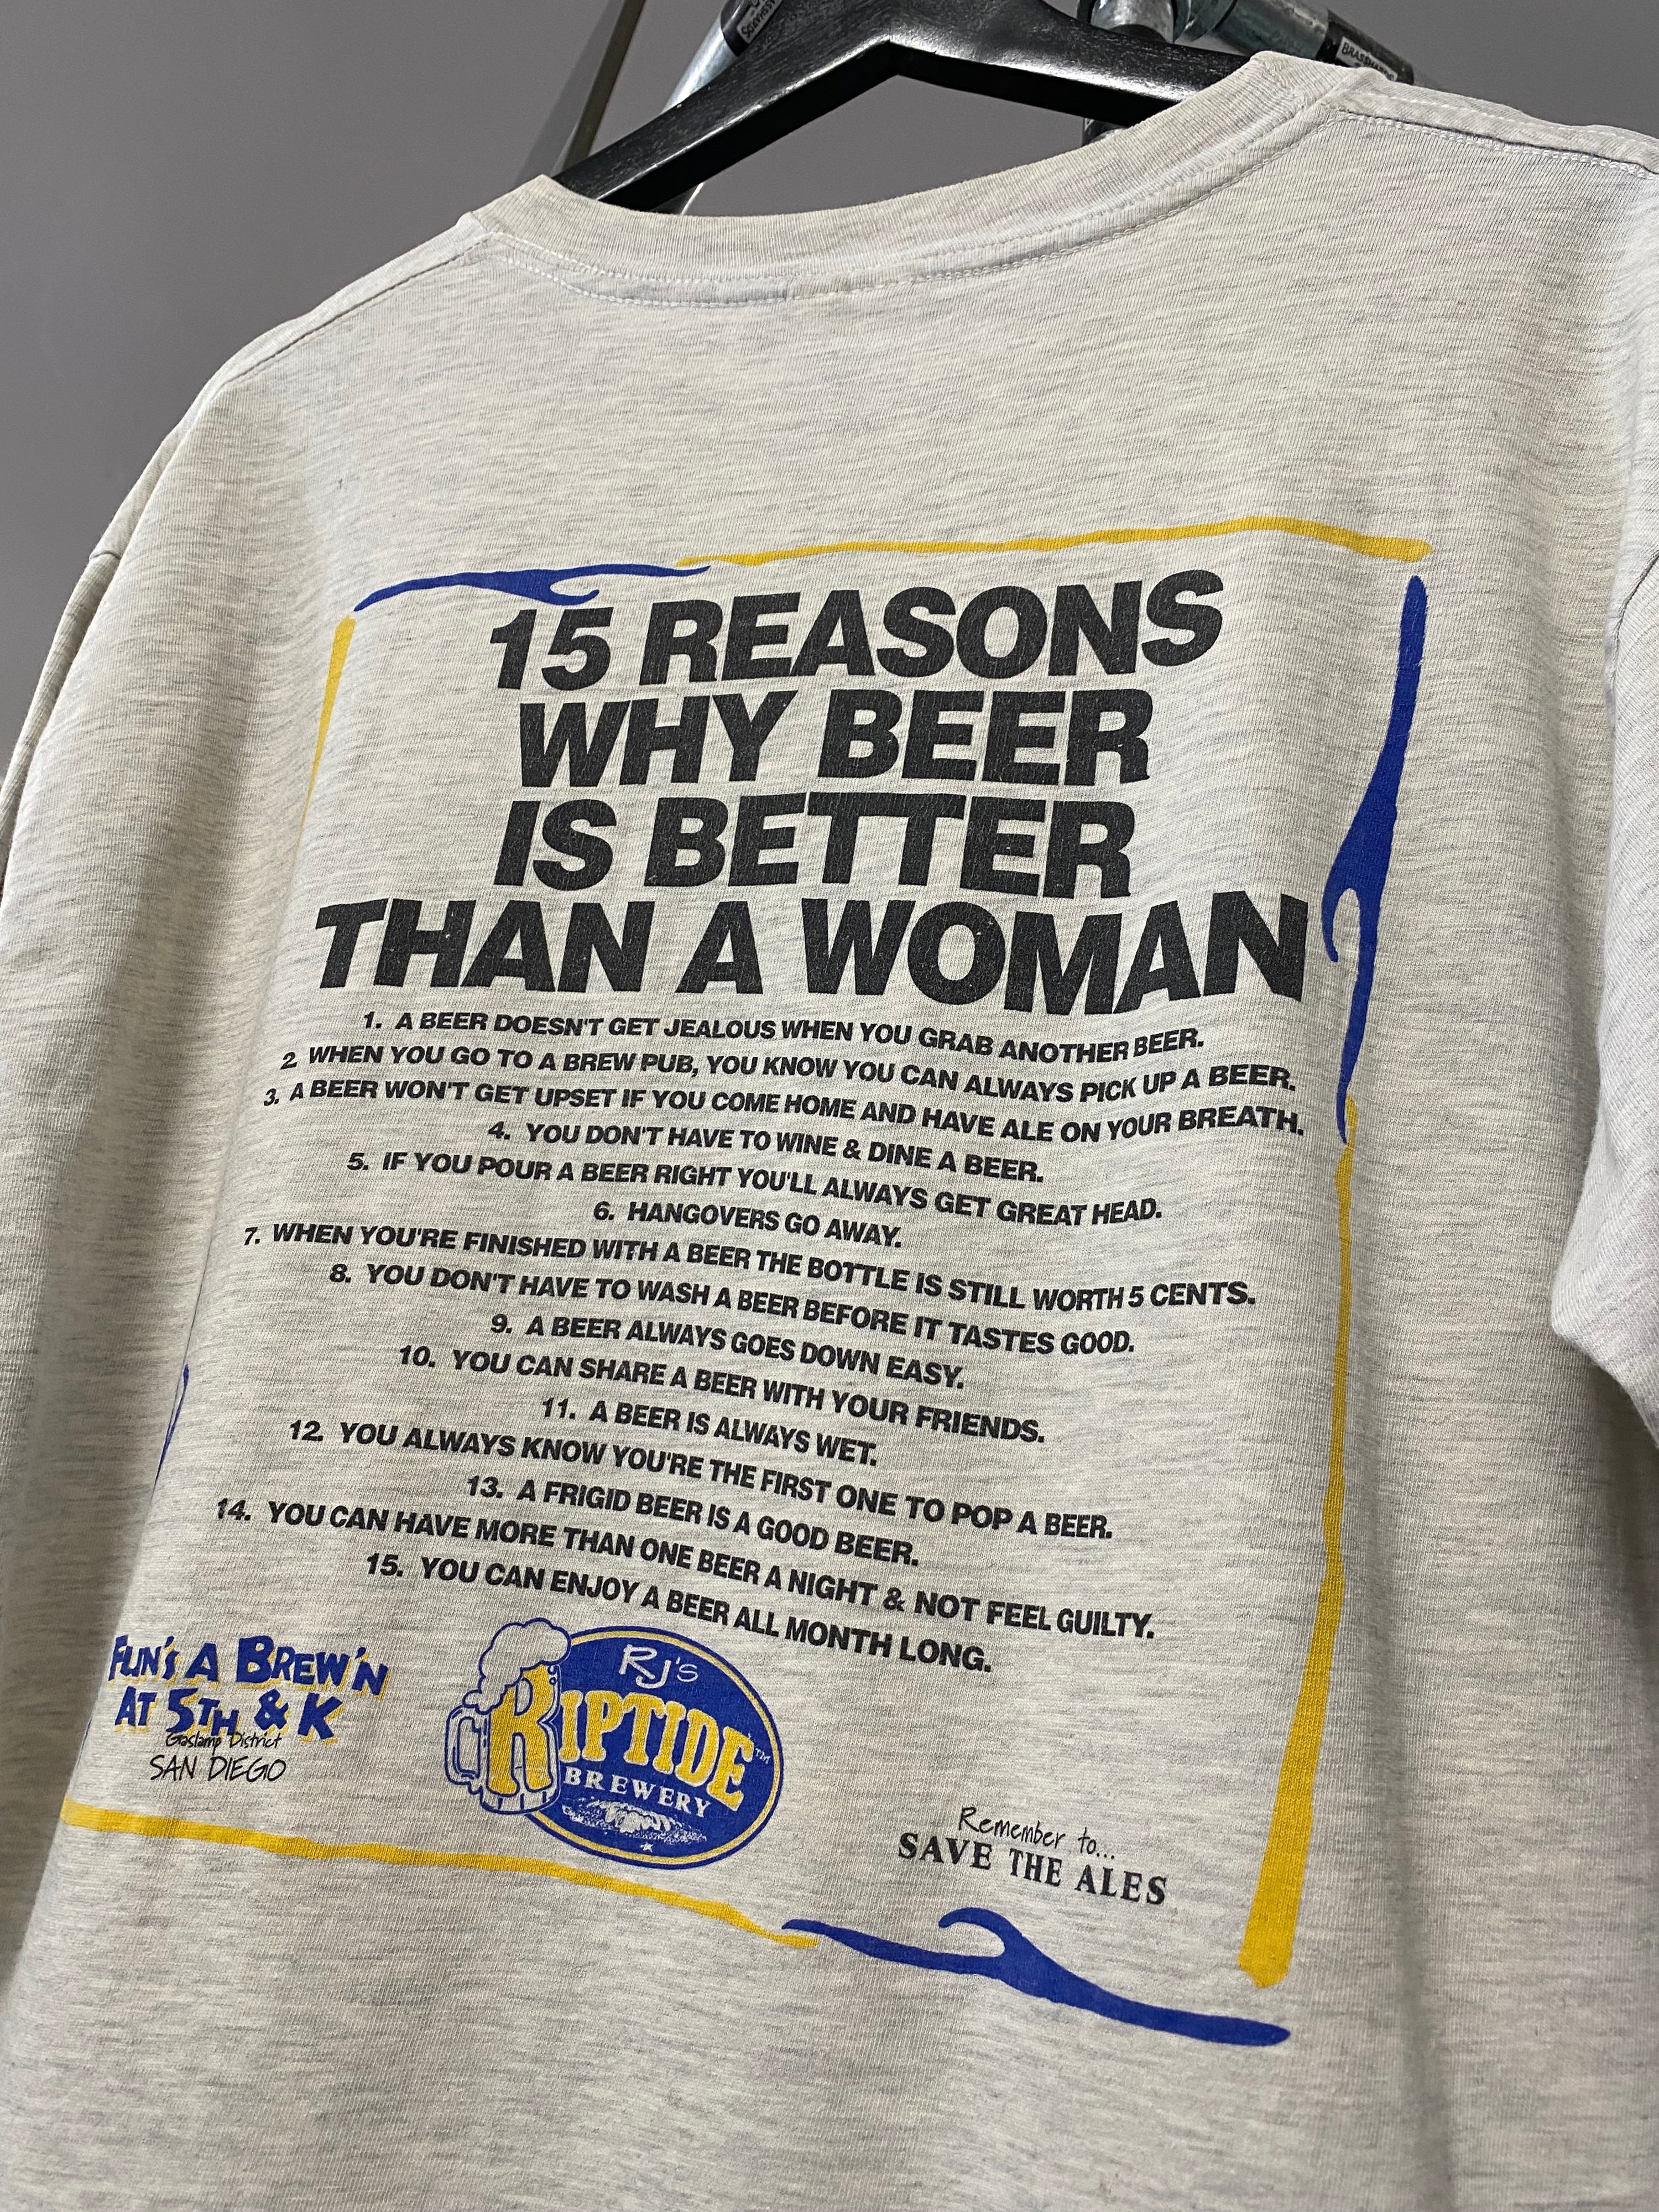 15 REASONS
WHY BEER
IS BETTER
THAN A WOMAN
1. A BEER DOESN'T GET JEALOUS WHEN YOU GRAB ANOTHER BEER.
2. WHEN YOU GO TO A BREW PUB, YOU KNOW YOU CAN ALWAYS PICK UP A BEER.
3. A BEER WON'T GET UPSET IF YOU COME HOME AND HAVE ALE ON YOUR BREATH.
4. YOU DON'T HAVE TO WINE & DINE A BEER.
5. IF YOU POUR A BEER RIGHT YOU'LL ALWAYS GET GREAT HEAD.
6. HANGOVERS GO AWAY.
7. WHEN YOU'RE FINISHED WITH A BEER THE BOTTLE IS STILL WORTH 5 CENTS.
8. YOU DON'T HAVE TO WASH A BEER BEFORE IT TASTES GOOD.
9. A BEER ALWAYS GOES DOWN EASY.
10. YOU CAN SHARE A BEER WITH YOUR FRIENDS.
11. A BEER IS ALWAYS WET.
12. YOU ALWAYS KNOW YOU'RE THE FIRST ONE TO POP A BEER.
13. A FRIGID BEER IS A GOOD BEER.
14. YOU CAN HAVE MORE THAN ONE BEER A NIGHT & NOT FEEL GUILTY.
15. YOU CAN ENJOY A BEER ALL MONTH LONG.
FUN'S A BREW'N
AT 5TH & K
Gaslamp District
SAN DIEGO
RJ's
RIPTIDE™
BREWERY
Remember to...
SAVE THE ALES